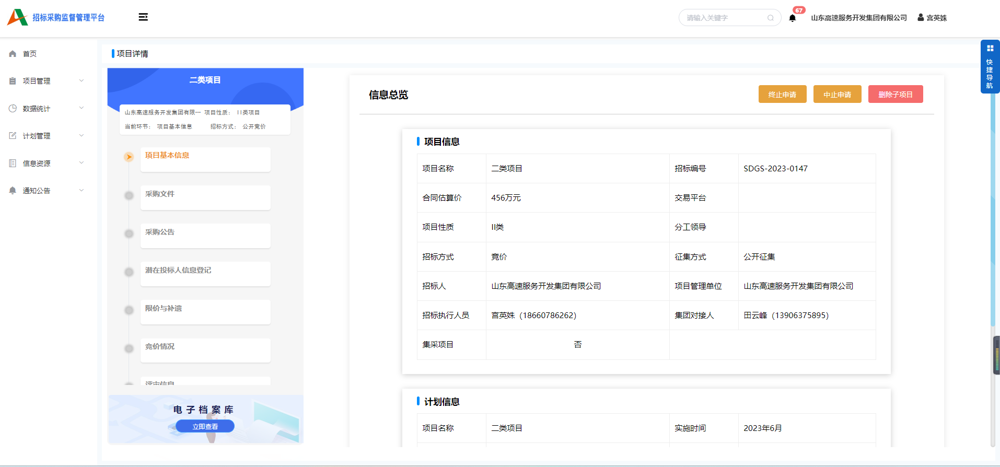 招标采购监督管理平台
请输入关键字
67
山东高速服务开发集团有限公司
宫英姝
首页
项目管理
数据统计
计划管理
信息资源
通知公告
项目详情
快捷导航
二类项目
山东高速服务开发集团有限··· 项目性质： II类项目
当前环节： 项目基本信息 招标方式： 公开竞价
项目基本信息
采购文件
采购公告
潜在投标人信息登记
限价与补遗
竞价情况
评审信息
电子档案库
立即查看
信息总览
终止申请 中止申请 删除子项目
项目信息
项目名称 二类项目 招标编号 SDGS-2023-0147
合同估算价 456万元 交易平台
项目性质 II类 分工领导
招标方式 竞价 征集方式 公开征集
招标人 山东高速服务开发集团有限公司 项目管理单位 山东高速服务开发集团有限公司
招标执行人员 宫英姝（18660786262） 集团对接人 田云峰（13906375895）
集采项目 否
计划信息
项目名称 二类项目 实施时间 2023年6月